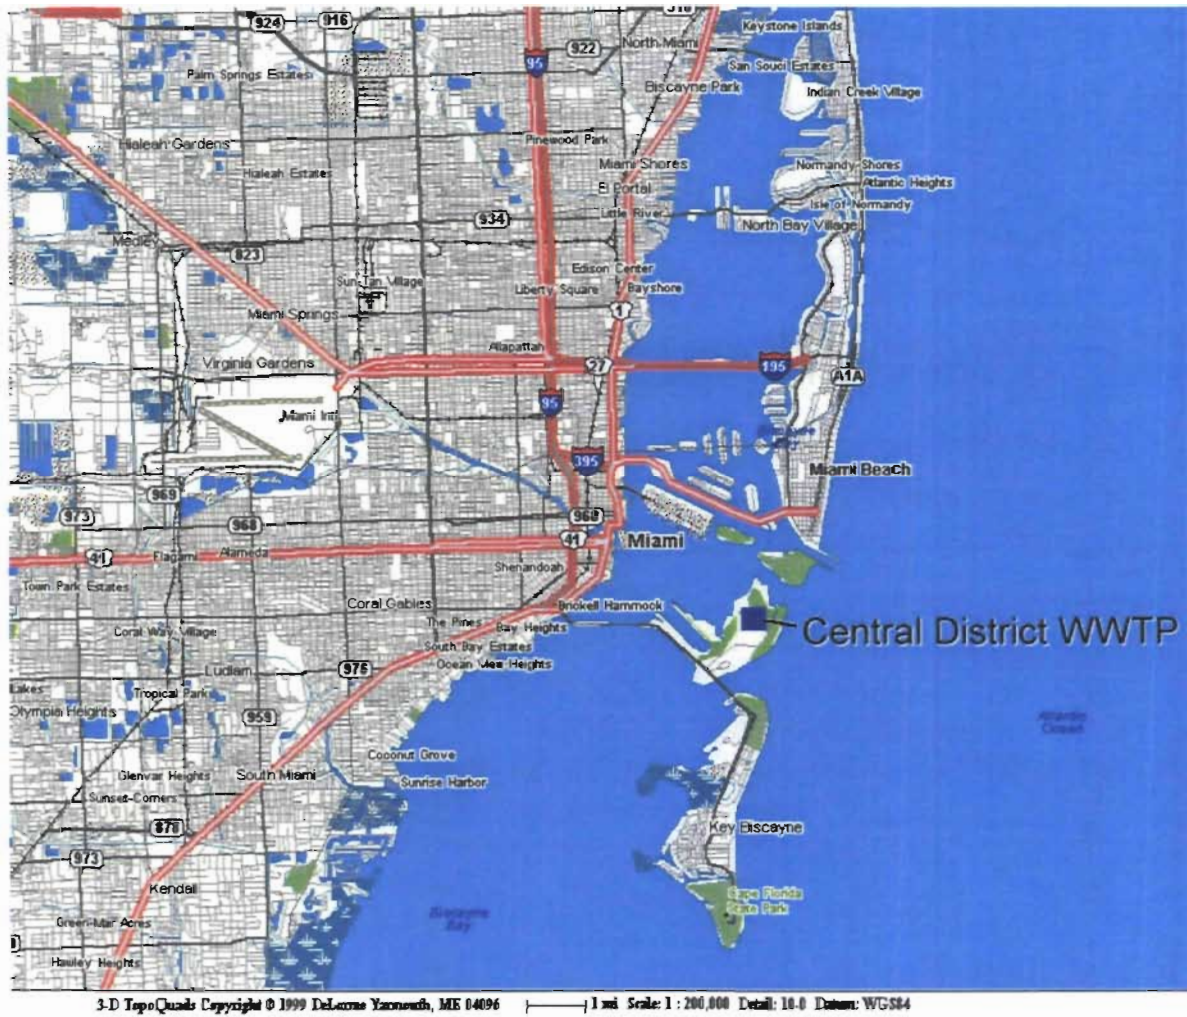 924
916
922
North Miami
Keystone Islands
95
San Souci Estates
Palm Springs Estates
Biscayne Park
Indian Creek Village
Pinewood Park
Hialeah Gardens
Miami Shores
Normandy Shores
Hialeah Estates
El Portal
Atlantic Heights
Isle of Normandy
934
Little River
North Bay Village
Medley
823
Edison Center
Sun Tan Village
Liberty Square
Bayshore
Miami Springs
1
Allapattah
Virginia Gardens
27
195
A1A
95
Miami Intl
395
Miami Beach
969
973
968
968
41
41
Miami
Flagami
Alameda
Shenandoah
Town Park Estates
Coral Gables
Brickell Hammock
The Pines
Bay Heights
Central District WWTP
Coral Way Village
South Bay Estates
Ludlam
976
Ocean View Heights
Lakes
Tropical Park
Olympia Heights
959
Atlantic
Ocean
Coconut Grove
Glenvar Heights
South Miami
Sunrise Harbor
Sunset Corners
878
Key Biscayne
973
Kendall
Cape Florida
State Park
Biscayne
Bay
Green-Mar Acres
Hawley Heights
3-D TopoQuads Copyright © 1999 DeLorme Yarmouth, ME 04096
1 mi Scale: 1 : 200,000 Detail: 10-0 Datum: WGS84